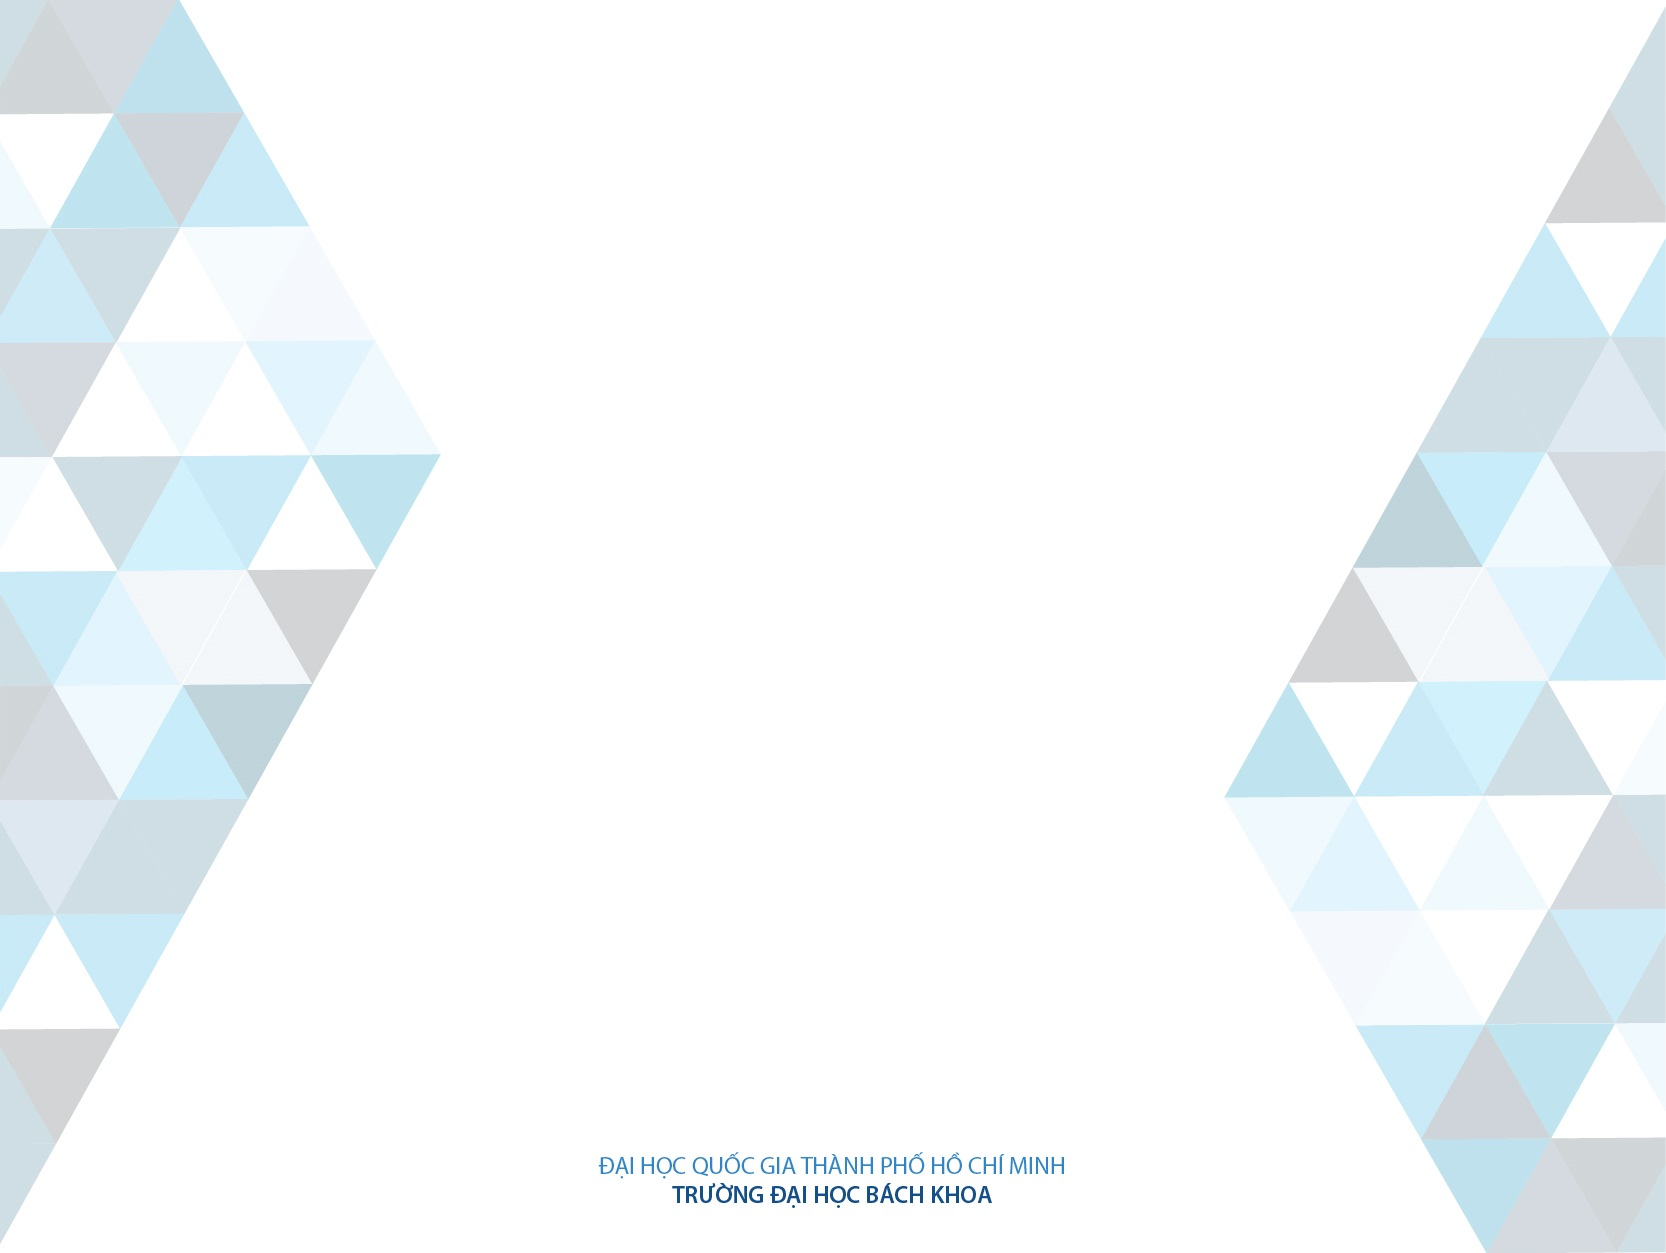 ĐẠI HỌC QUỐC GIA THÀNH PHỐ HỒ CHÍ MINH
TRƯỜNG ĐẠI HỌC BÁCH KHOA